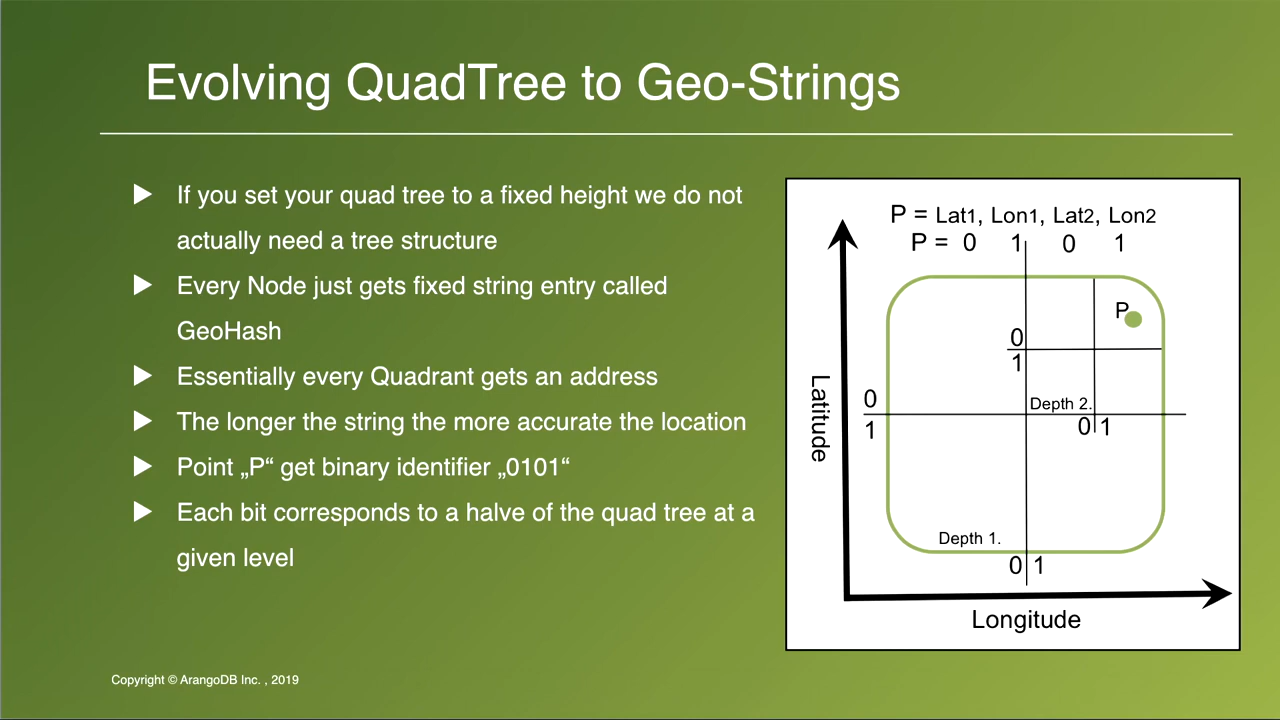 Evolving QuadTree to Geo-Strings
If you set your quad tree to a fixed height we do not
actually need a tree structure
Every Node just gets fixed string entry called
GeoHash
Essentially every Quadrant gets an address
The longer the string the more accurate the location
Point „P“ get binary identifier „0101“
Each bit corresponds to a halve of the quad tree at a
given level
P = Lat1, Lon1, Lat2, Lon2
P = 0 1 0 1
P
0
1
Depth 2.
0 1
0
1
Latitude
Depth 1.
0 1
Longitude
Copyright © ArangoDB Inc. , 2019